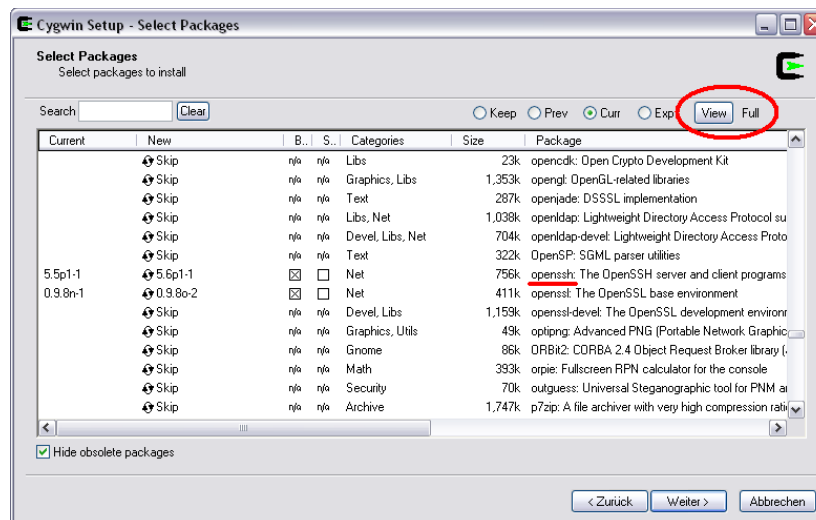 Cygwin Setup - Select Packages
Select Packages
Select packages to install
Search Clear Keep Prev Curr Exp View Full
Current New B.. S.. Categories Size Package
Skip n/a n/a Libs 23k opencdk: Open Crypto Development Kit
Skip n/a n/a Graphics, Libs 1,353k opengl: OpenGL-related libraries
Skip n/a n/a Text 287k openjade: DSSSL implementation
Skip n/a n/a Libs, Net 1,038k openldap: Lightweight Directory Access Protocol su
Skip n/a n/a Devel, Libs, Net 704k openldap-devel: Lightweight Directory Access Proto
Skip n/a n/a Text 322k OpenSP: SGML parser utilities
5.5p1-1 5.6p1-1 Net 756k openssh: The OpenSSH server and client programs
0.9.8n-1 0.9.8o-2 Net 411k openssl: The OpenSSL base environment
Skip n/a n/a Devel, Libs 1,159k openssl-devel: The OpenSSL development environr
Skip n/a n/a Graphics, Utils 49k optipng: Advanced PNG (Portable Network Graphic
Skip n/a n/a Gnome 86k ORBit2: CORBA 2.4 Object Request Broker library (.
Skip n/a n/a Math 393k orpie: Fullscreen RPN calculator for the console
Skip n/a n/a Security 70k outguess: Universal Steganographic tool for PNM ar
Skip n/a n/a Archive 1,747k p7zip: A file archiver with very high compression ratio
Hide obsolete packages
< Zurück Weiter > Abbrechen